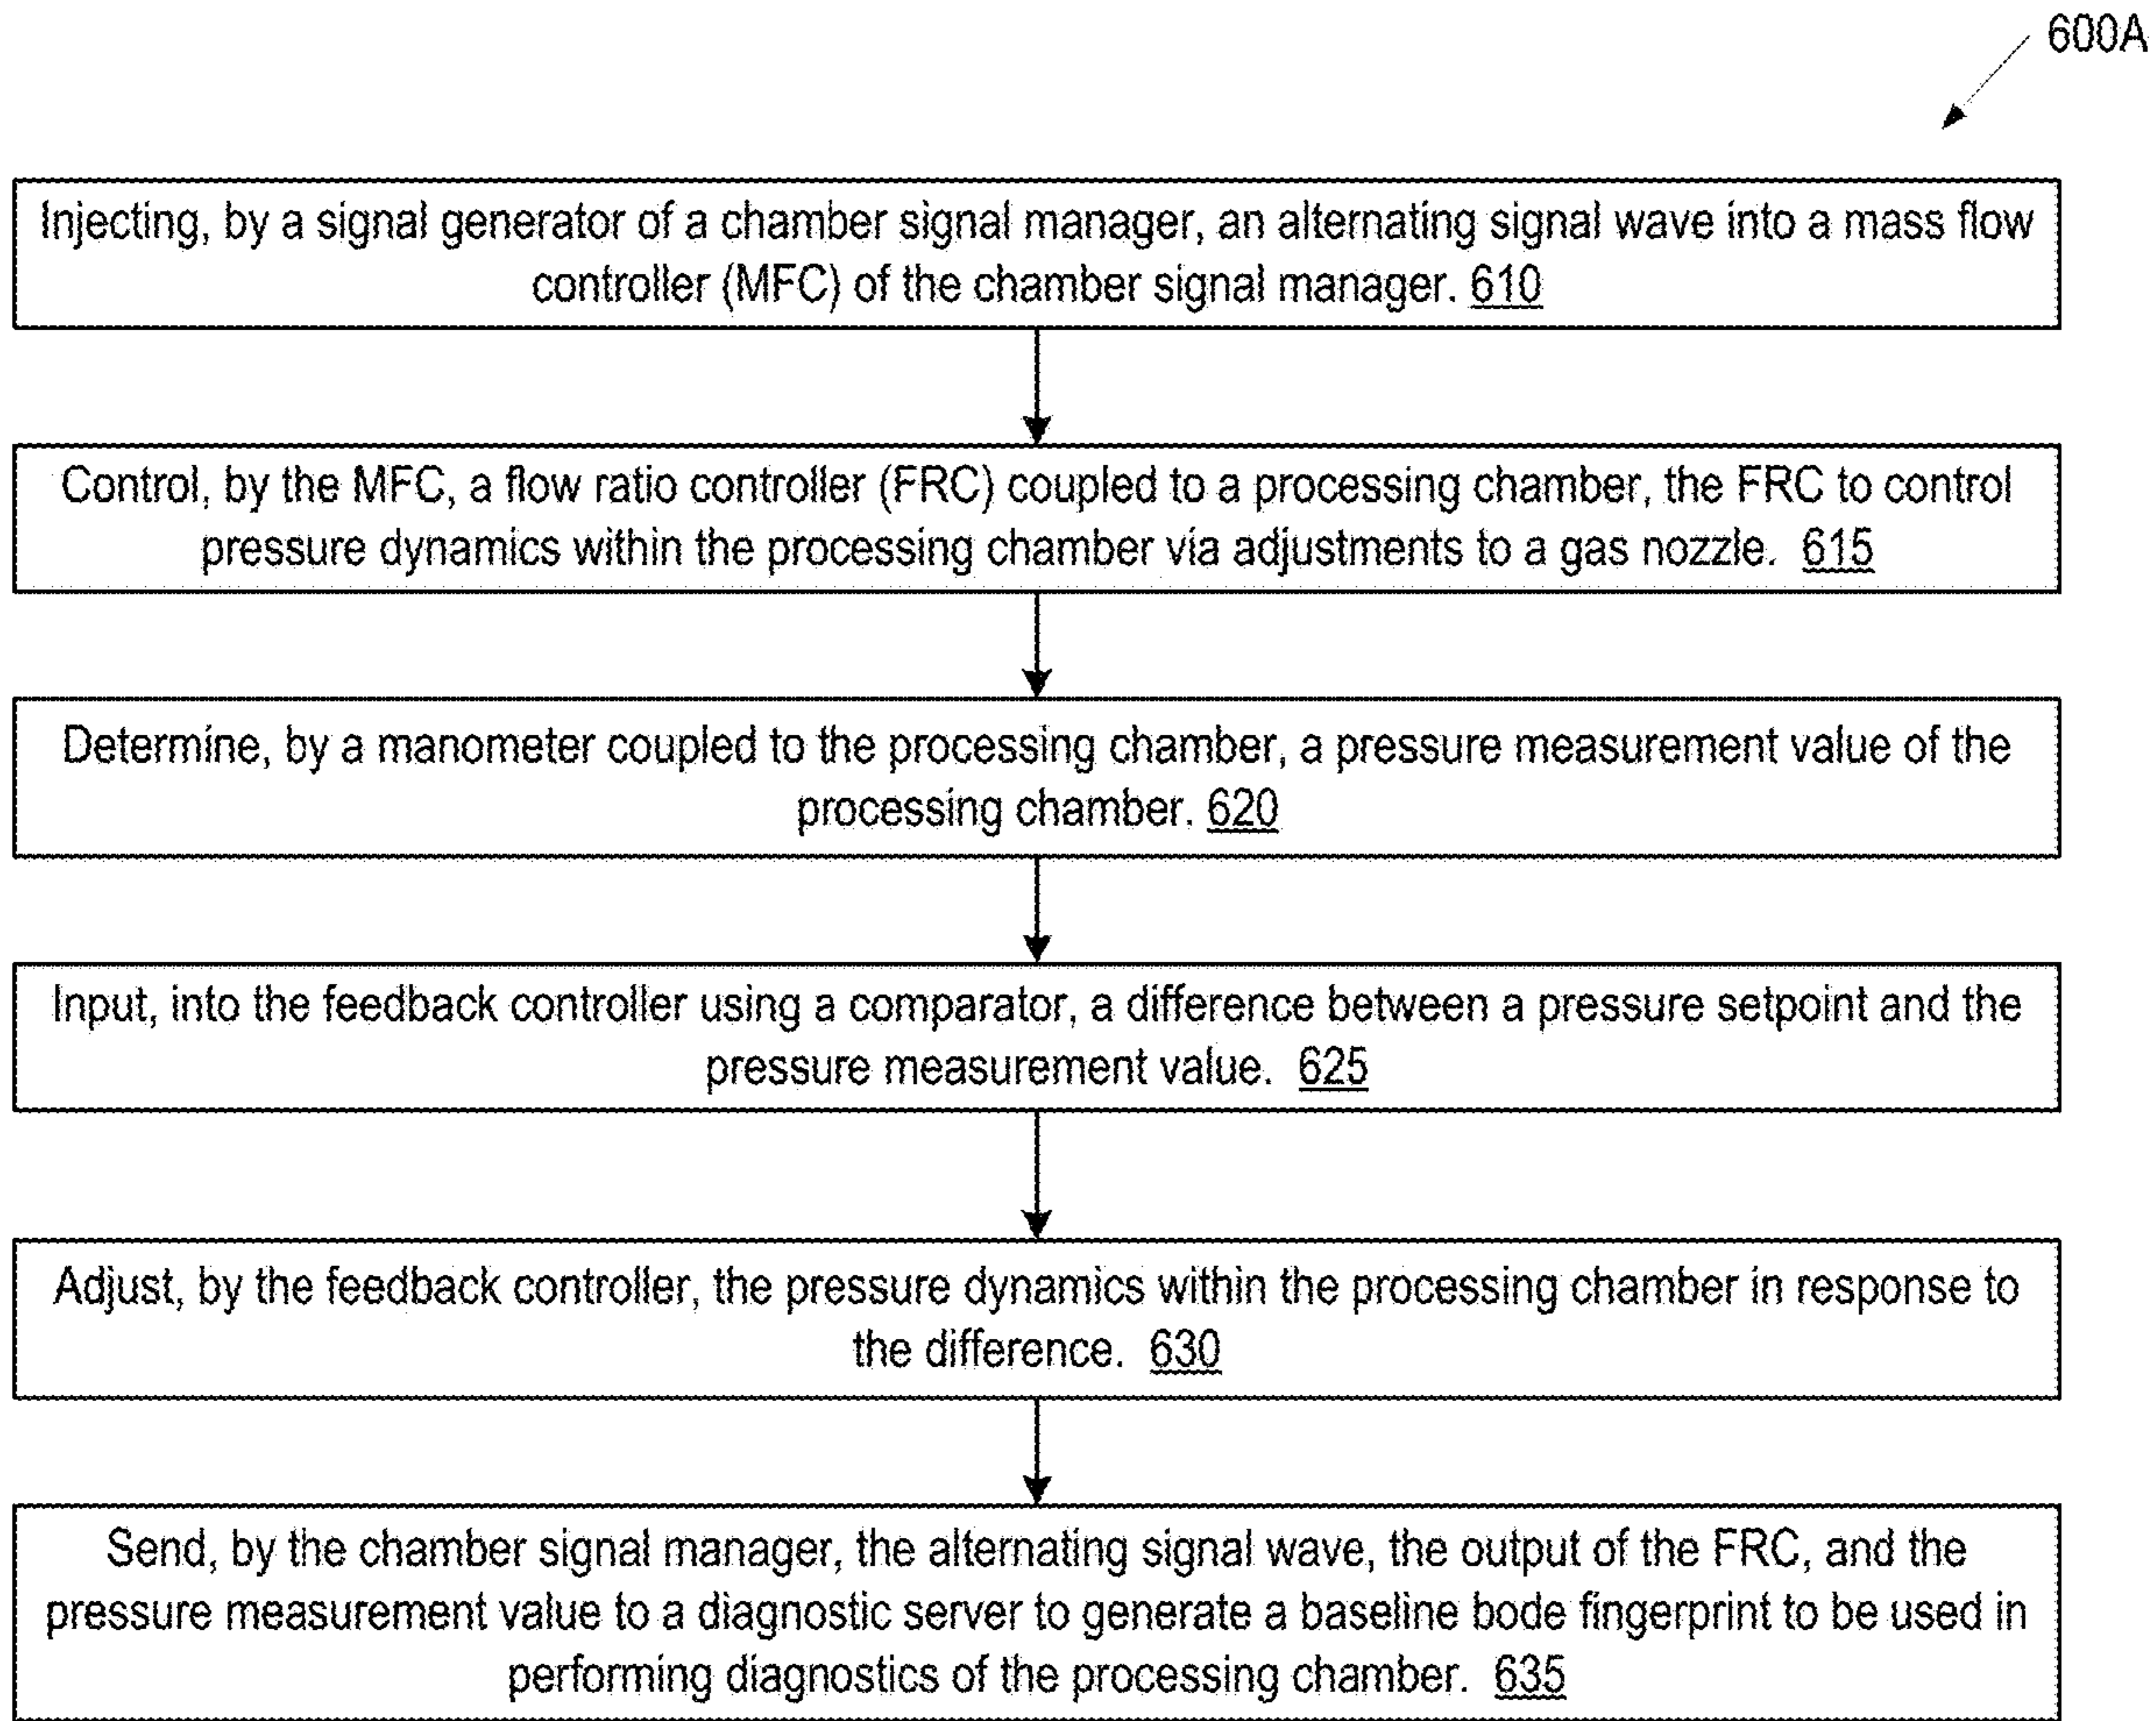 600A
Injecting, by a signal generator of a chamber signal manager, an alternating signal wave into a mass flow
controller (MFC) of the chamber signal manager. 610
Control, by the MFC, a flow ratio controller (FRC) coupled to a processing chamber, the FRC to control
pressure dynamics within the processing chamber via adjustments to a gas nozzle. 615
Determine, by a manometer coupled to the processing chamber, a pressure measurement value of the
processing chamber. 620
Input, into the feedback controller using a comparator, a difference between a pressure setpoint and the
pressure measurement value. 625
Adjust, by the feedback controller, the pressure dynamics within the processing chamber in response to
the difference. 630
Send, by the chamber signal manager, the alternating signal wave, the output of the FRC, and the
pressure measurement value to a diagnostic server to generate a baseline bode fingerprint to be used in
performing diagnostics of the processing chamber. 635